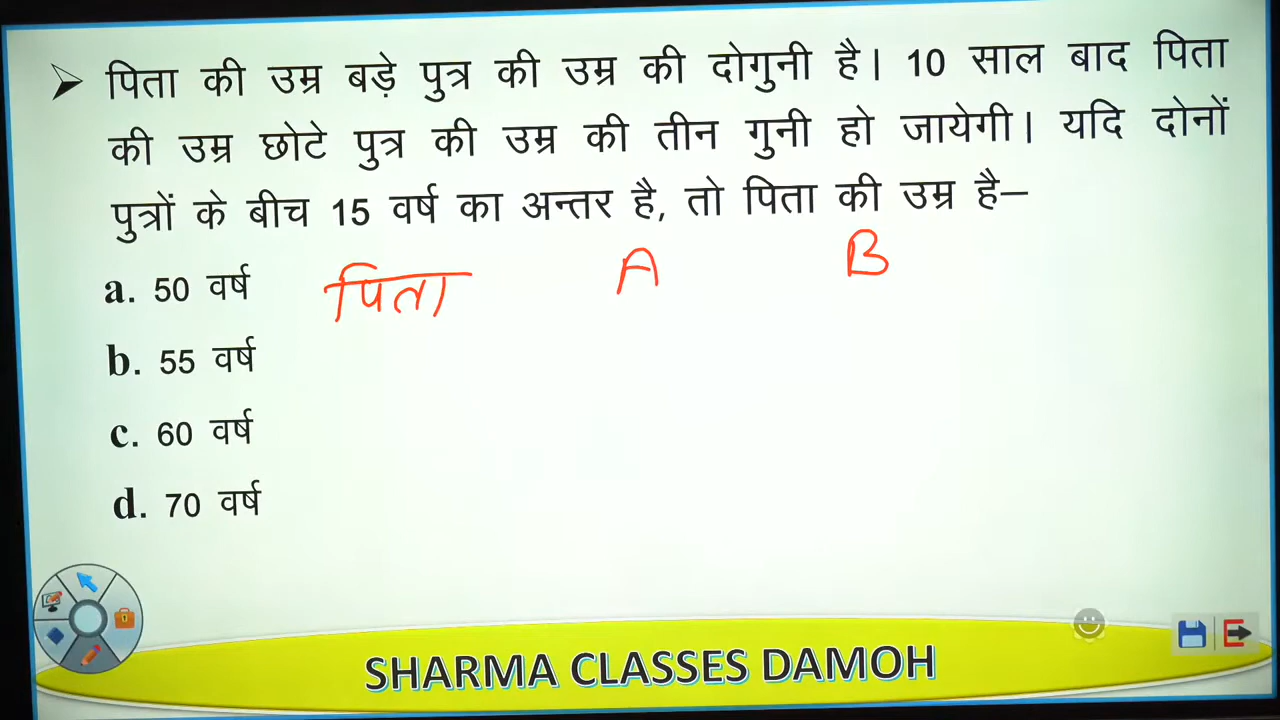 ➢ पिता की उम्र बड़े पुत्र की उम्र की दोगुनी है। 10 साल बाद पिता
की उम्र छोटे पुत्र की उम्र की तीन गुनी हो जायेगी। यदि दोनों
पुत्रों के बीच 15 वर्ष का अन्तर है, तो पिता की उम्र है–
पिता A B
a. 50 वर्ष
b. 55 वर्ष
c. 60 वर्ष
d. 70 वर्ष
SHARMA CLASSES DAMOH